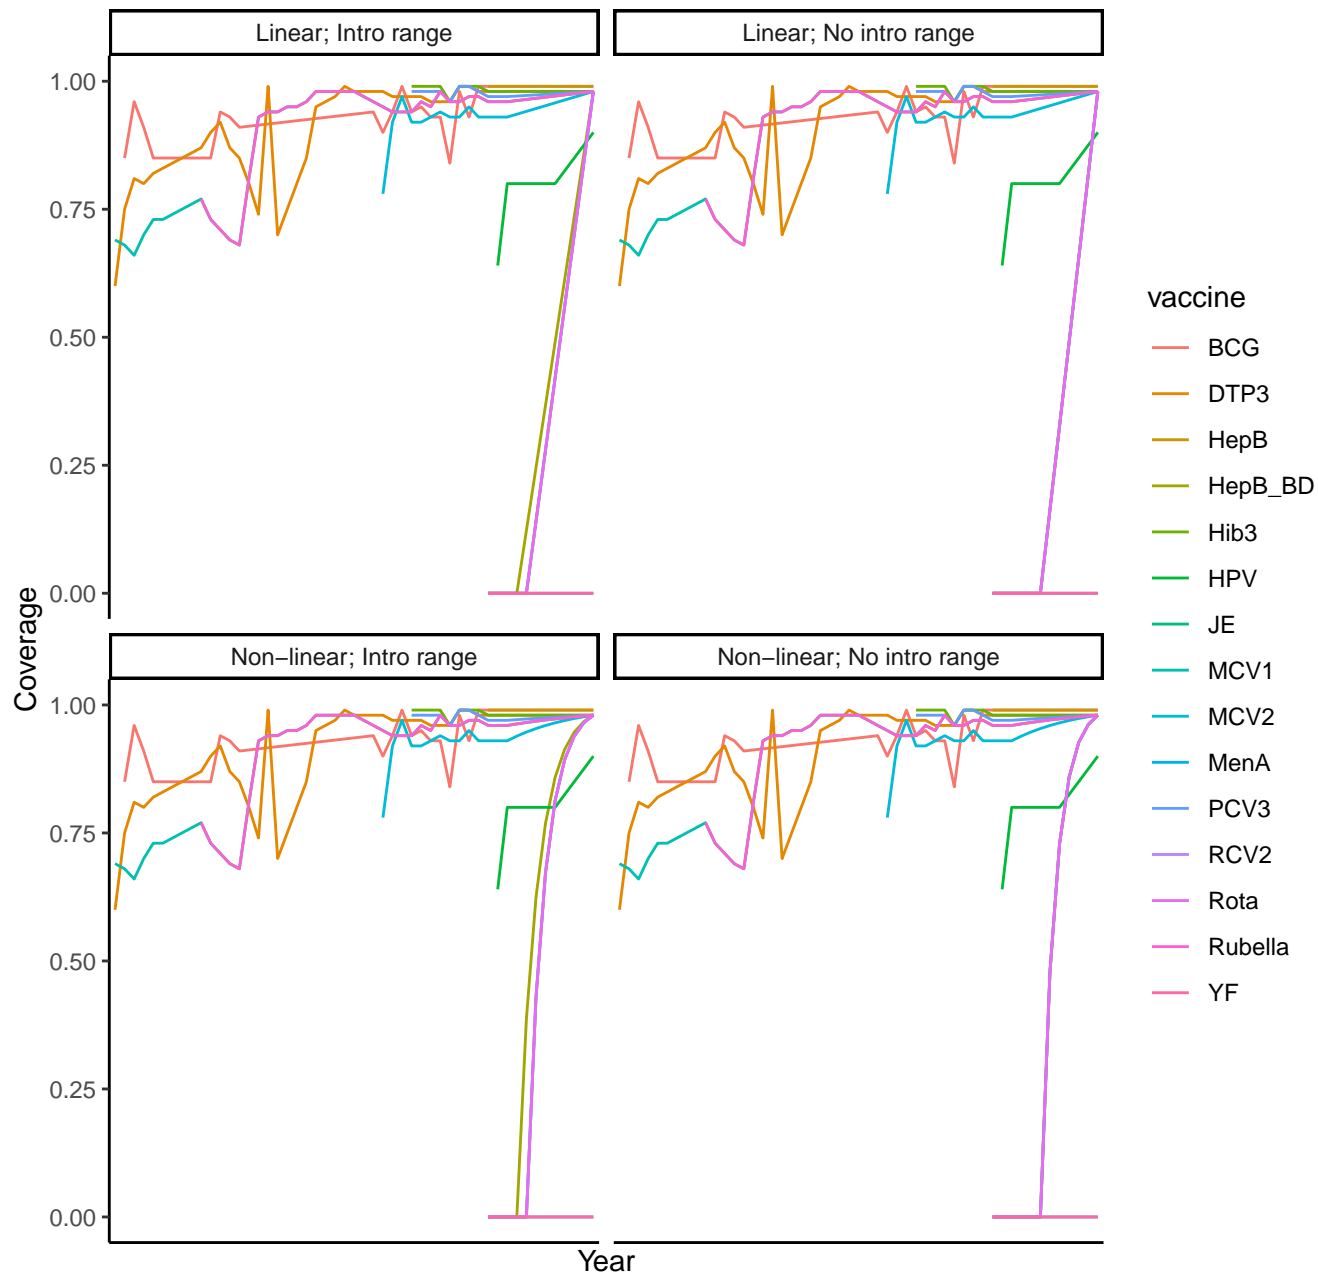 Linear; Intro range
Linear; No intro range
1.00
0.75
0.50
0.25
0.00
Non−linear; Intro range
Non−linear; No intro range
1.00
0.75
0.50
0.25
0.00
Coverage
Year
vaccine
BCG
DTP3
HepB
HepB_BD
Hib3
HPV
JE
MCV1
MCV2
MenA
PCV3
RCV2
Rota
Rubella
YF